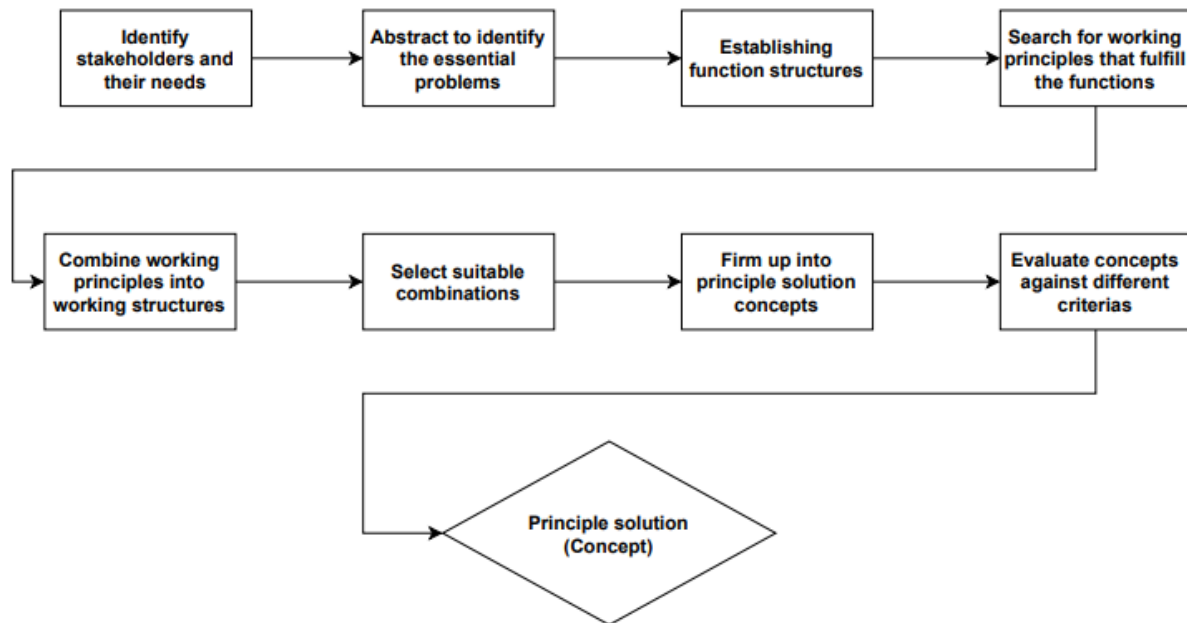 Identify
stakeholders and
their needs
Abstract to identify
the essential
problems
Establishing
function structures
Search for working
principles that fulfill
the functions
Combine working
principles into
working structures
Select suitable
combinations
Firm up into
principle solution
concepts
Evaluate concepts
against different
criterias
Principle solution
(Concept)